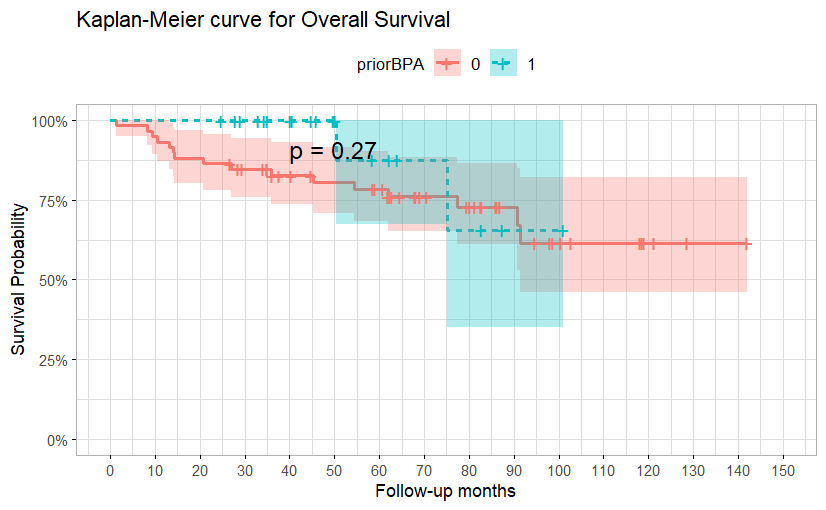 Kaplan-Meier curve for Overall Survival
priorBPA 0 1
100%
p = 0.27
75%
50%
25%
0%
Survival Probability
0 10 20 30 40 50 60 70 80 90 100 110 120 130 140 150
Follow-up months